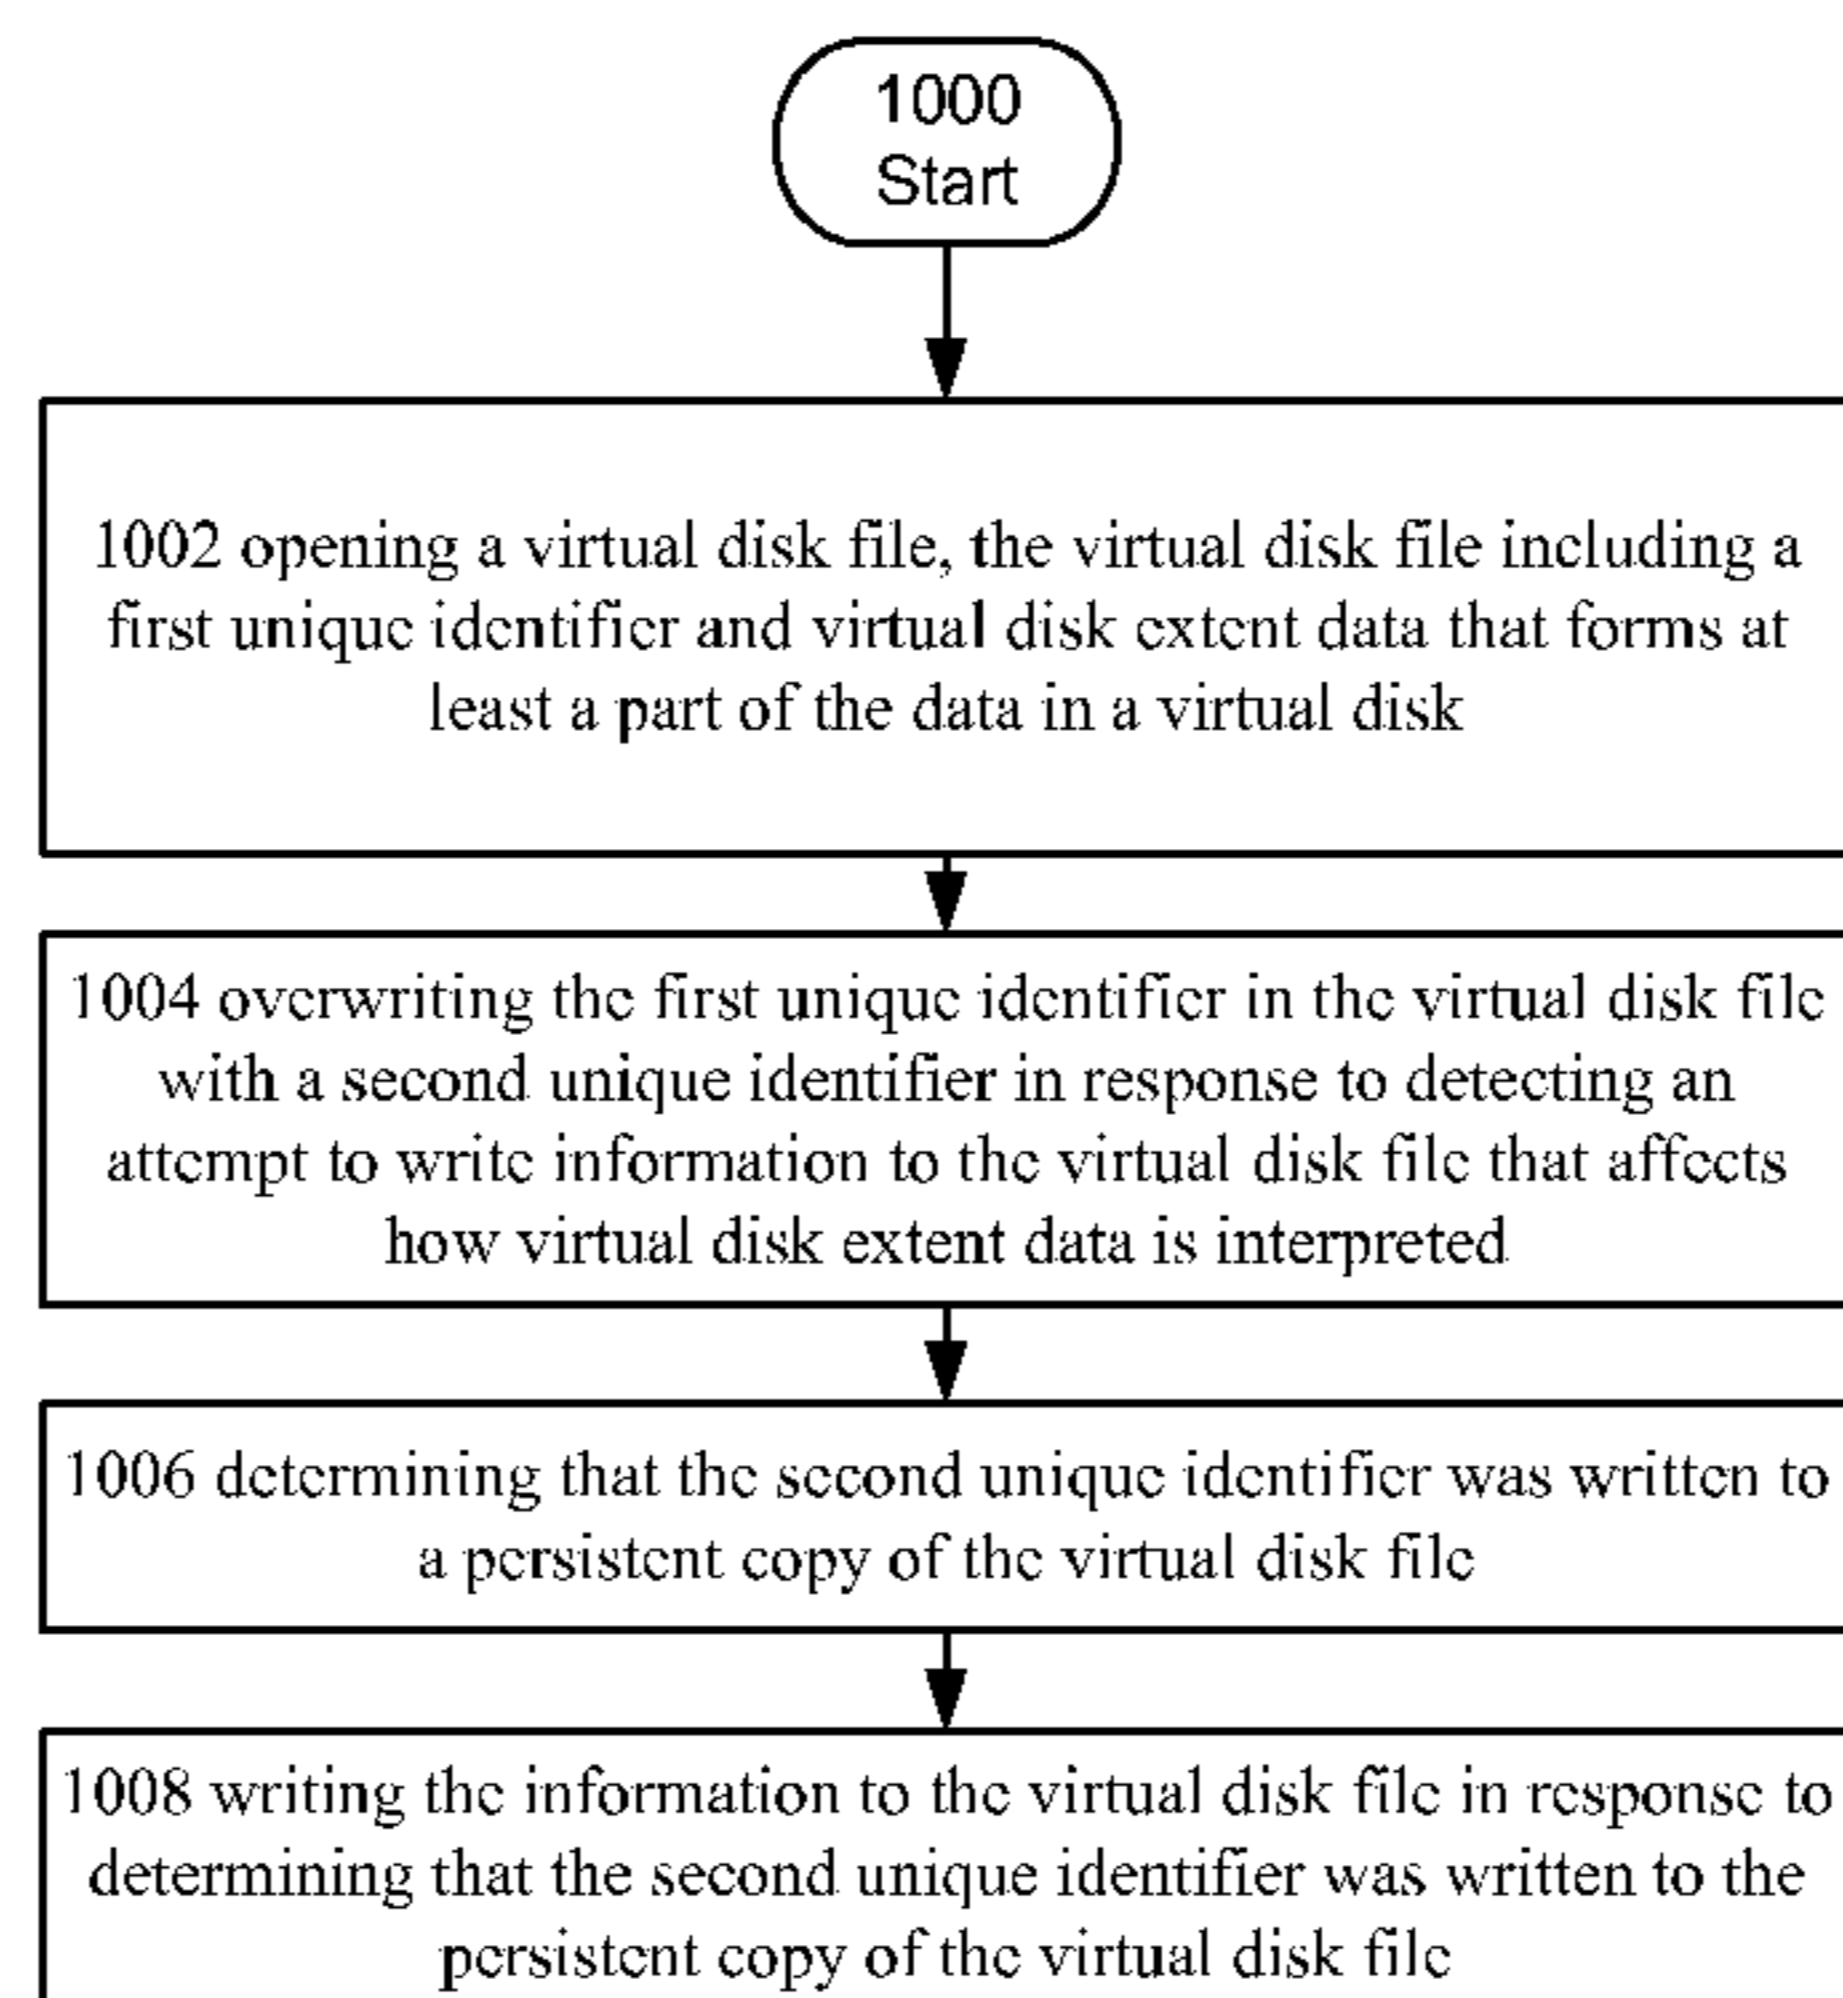 1000
Start
1002 opening a virtual disk file, the virtual disk file including a
first unique identifier and virtual disk extent data that forms at
least a part of the data in a virtual disk
1004 overwriting the first unique identifier in the virtual disk file
with a second unique identifier in response to detecting an
attempt to write information to the virtual disk file that affects
how virtual disk extent data is interpreted
1006 determining that the second unique identifier was written to
a persistent copy of the virtual disk file
1008 writing the information to the virtual disk file in response to
determining that the second unique identifier was written to the
persistent copy of the virtual disk file